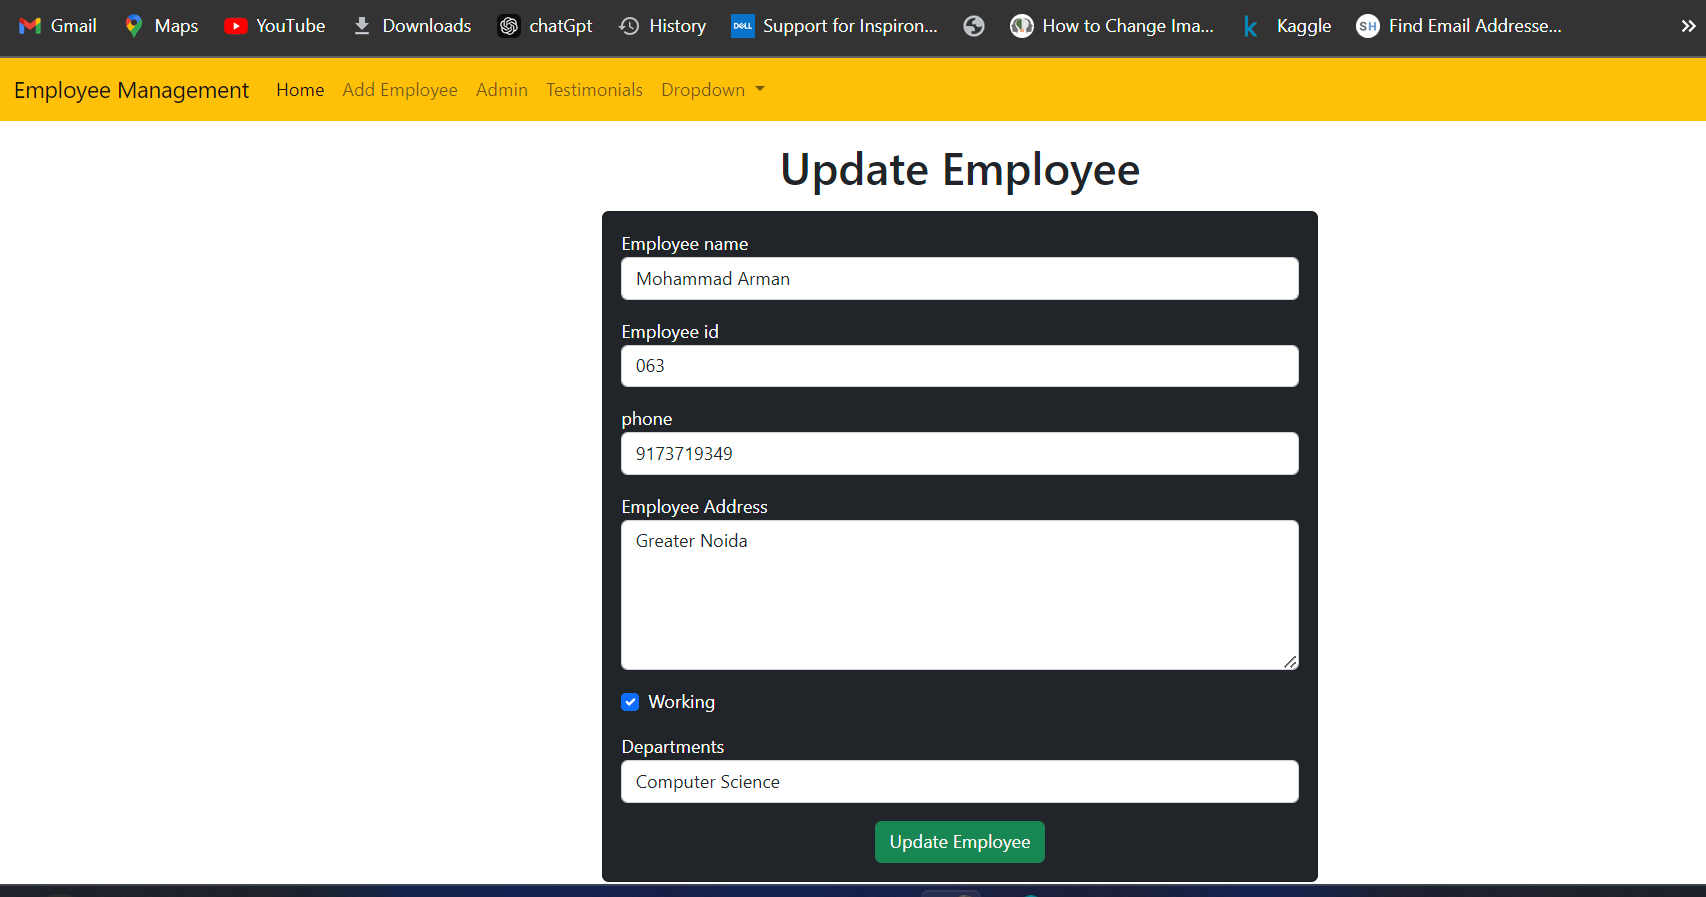 Gmail Maps YouTube Downloads chatGpt History DELL Support for Inspiron... How to Change Ima... k Kaggle SH Find Email Addresse... »
Employee Management Home Add Employee Admin Testimonials Dropdown
Update Employee
Employee name
Mohammad Arman
Employee id
063
phone
9173719349
Employee Address
Greater Noida
Working
Departments
Computer Science
Update Employee